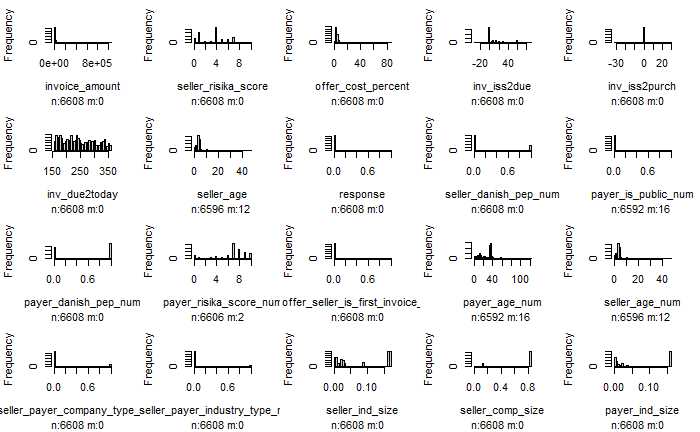 Frequency 0 0e+00 8e+05
invoice_amount
n:6608 m:0
Frequency 0 0 4 8
seller_risika_score
n:6608 m:0
Frequency 0 0 40 80
offer_cost_percent
n:6608 m:0
Frequency 0 -20 40
inv_iss2due
n:6608 m:0
Frequency 0 -30 0 20
inv_iss2purch
n:6608 m:0
Frequency 0 150 250 350
inv_due2today
n:6608 m:0
Frequency 0 0 20 40
seller_age
n:6596 m:12
Frequency 0 0.0 0.6
response
n:6608 m:0
Frequency 0 0.0 0.6
seller_danish_pep_num
n:6608 m:0
Frequency 0 0.0 0.6
payer_is_public_num
n:6592 m:16
Frequency 0 0.0 0.6
payer_danish_pep_num
n:6608 m:0
Frequency 0 0 4 8
payer_risika_score_num
n:6606 m:2
Frequency 0 0.0 0.6
offer_seller_is_first_invoice_
n:6608 m:0
Frequency 0 0 40 100
payer_age_num
n:6592 m:16
Frequency 0 0 20 40
seller_age_num
n:6596 m:12
Frequency 0 0.0 0.6
seller_payer_company_type_
n:6608 m:0
Frequency 0 0.0 0.6
seller_payer_industry_type_r
n:6608 m:0
Frequency 0 0.00 0.10
seller_ind_size
n:6608 m:0
Frequency 0 0.0 0.4 0.8
seller_comp_size
n:6608 m:0
Frequency 0 0.00 0.10
payer_ind_size
n:6608 m:0